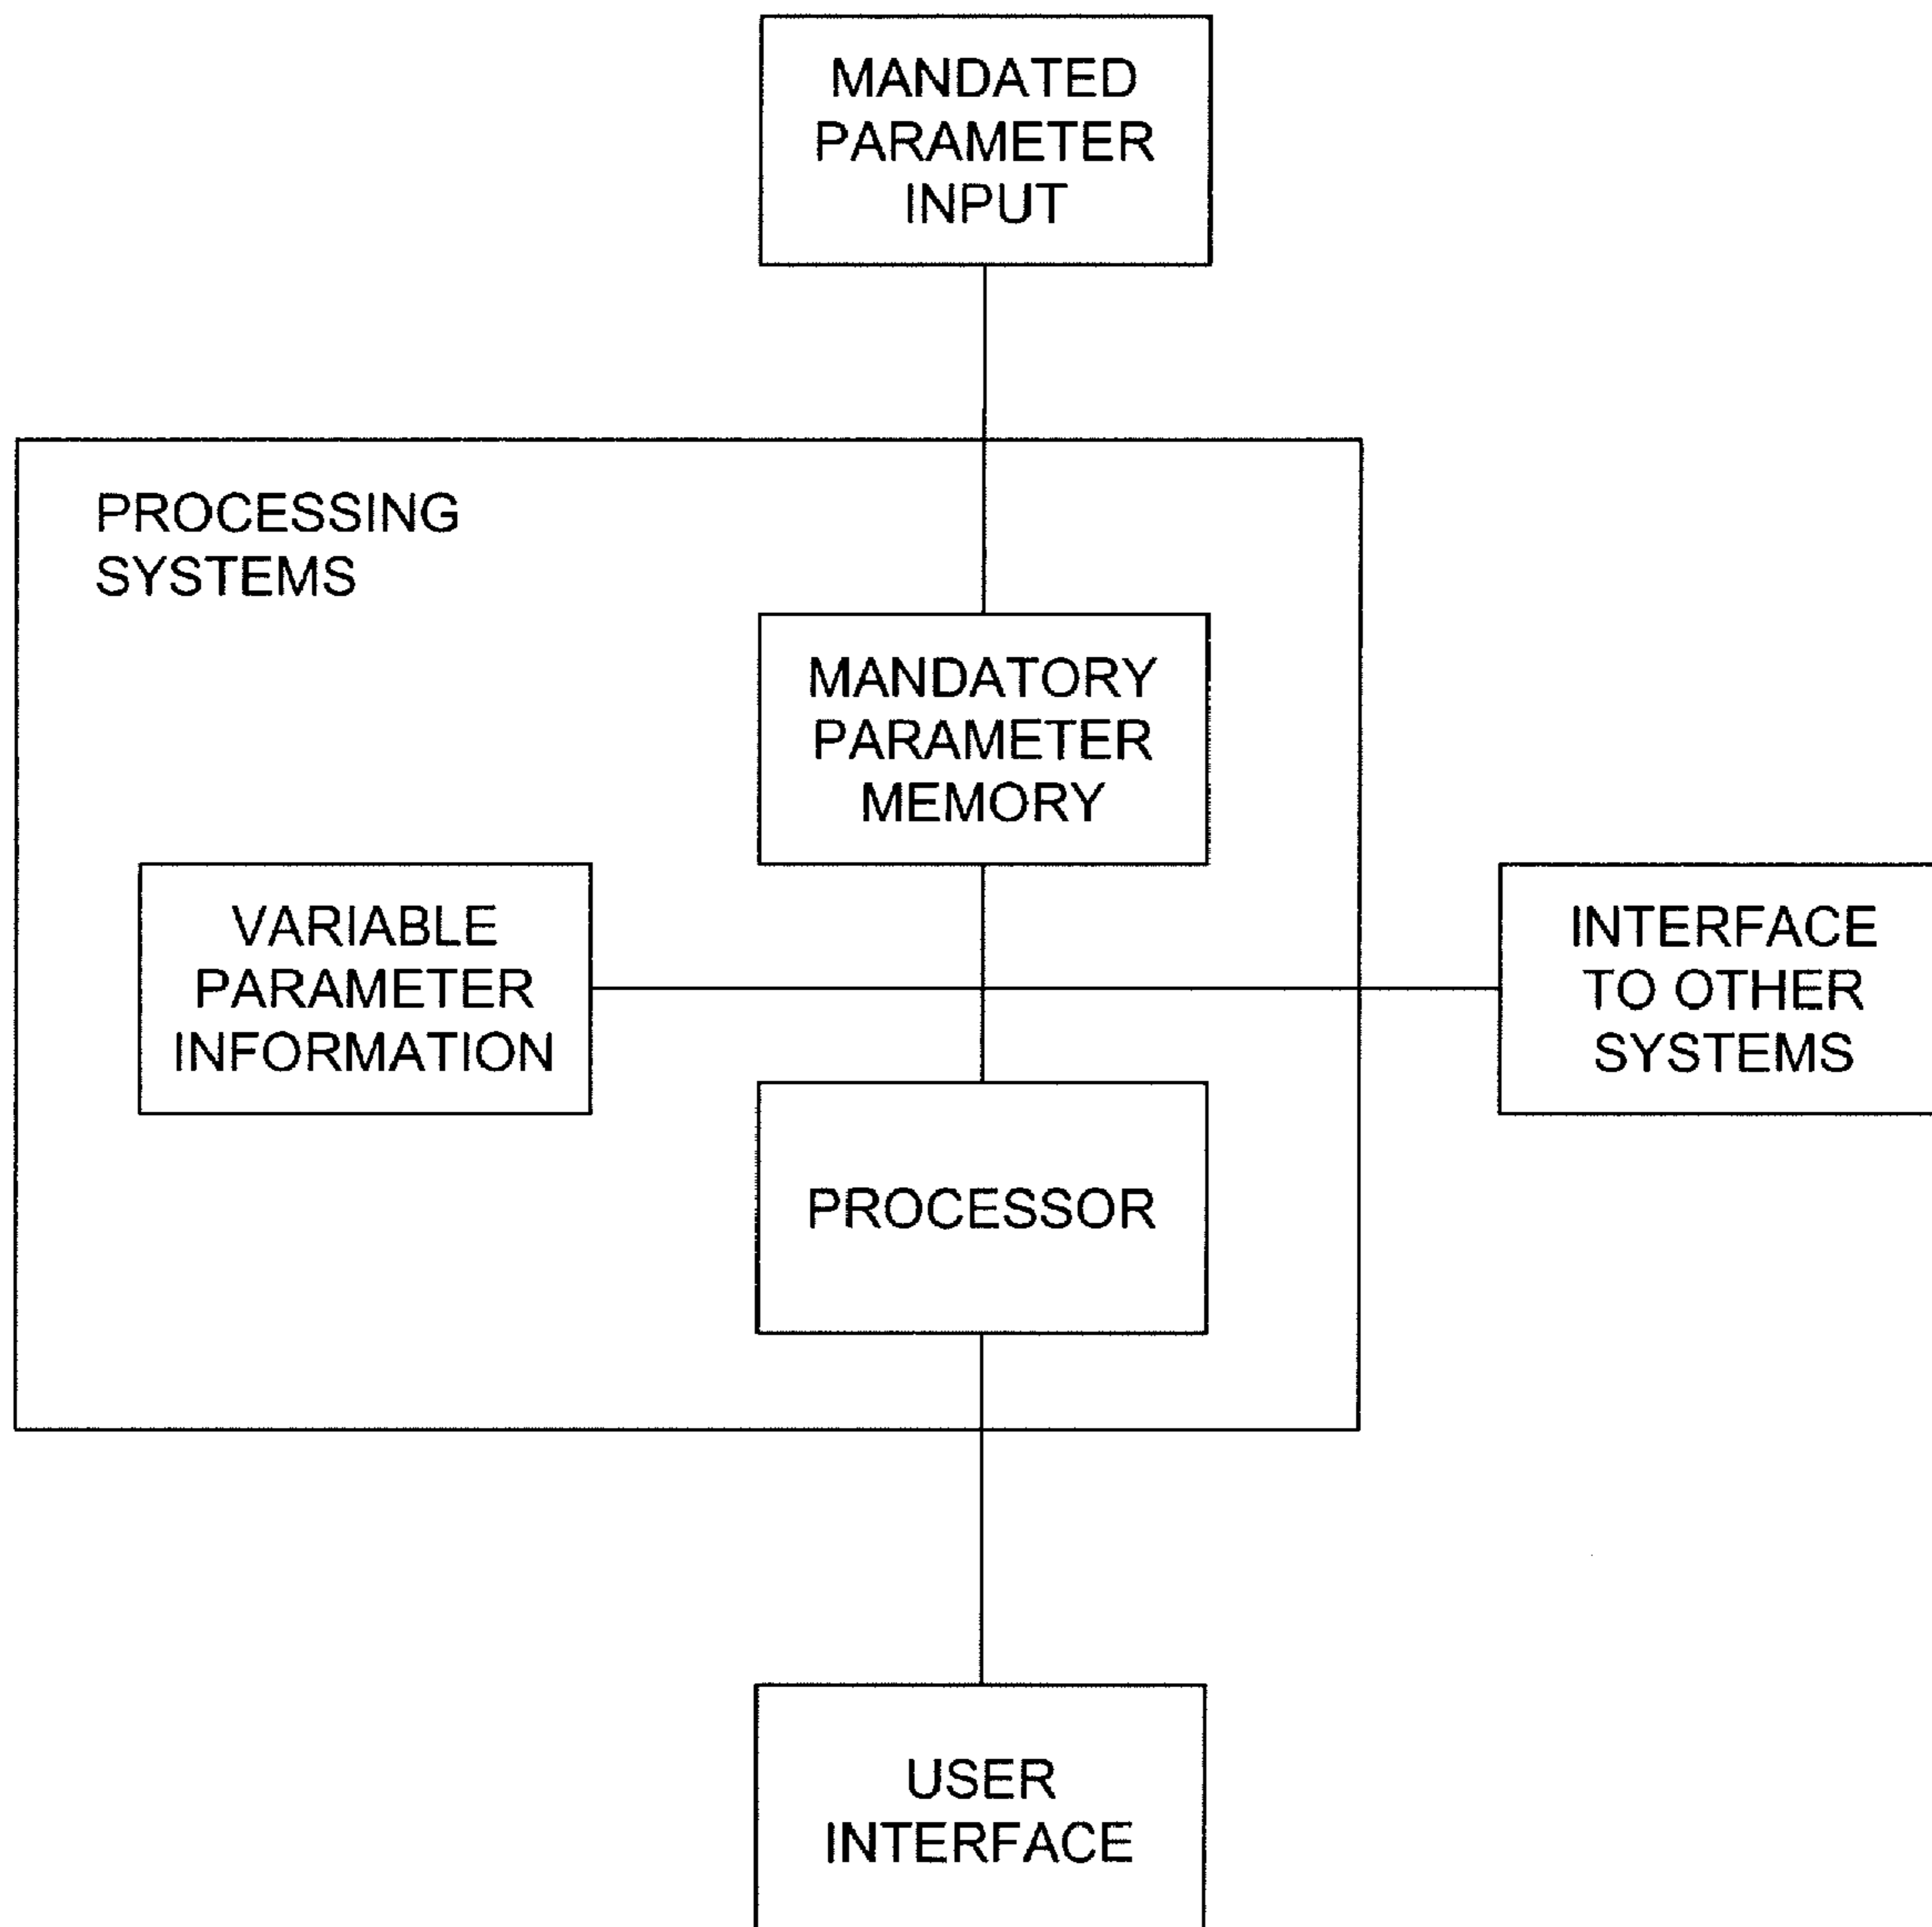 MANDATED
PARAMETER
INPUT
PROCESSING
SYSTEMS
MANDATORY
PARAMETER
MEMORY
VARIABLE
PARAMETER
INFORMATION
INTERFACE
TO OTHER
SYSTEMS
PROCESSOR
USER
INTERFACE